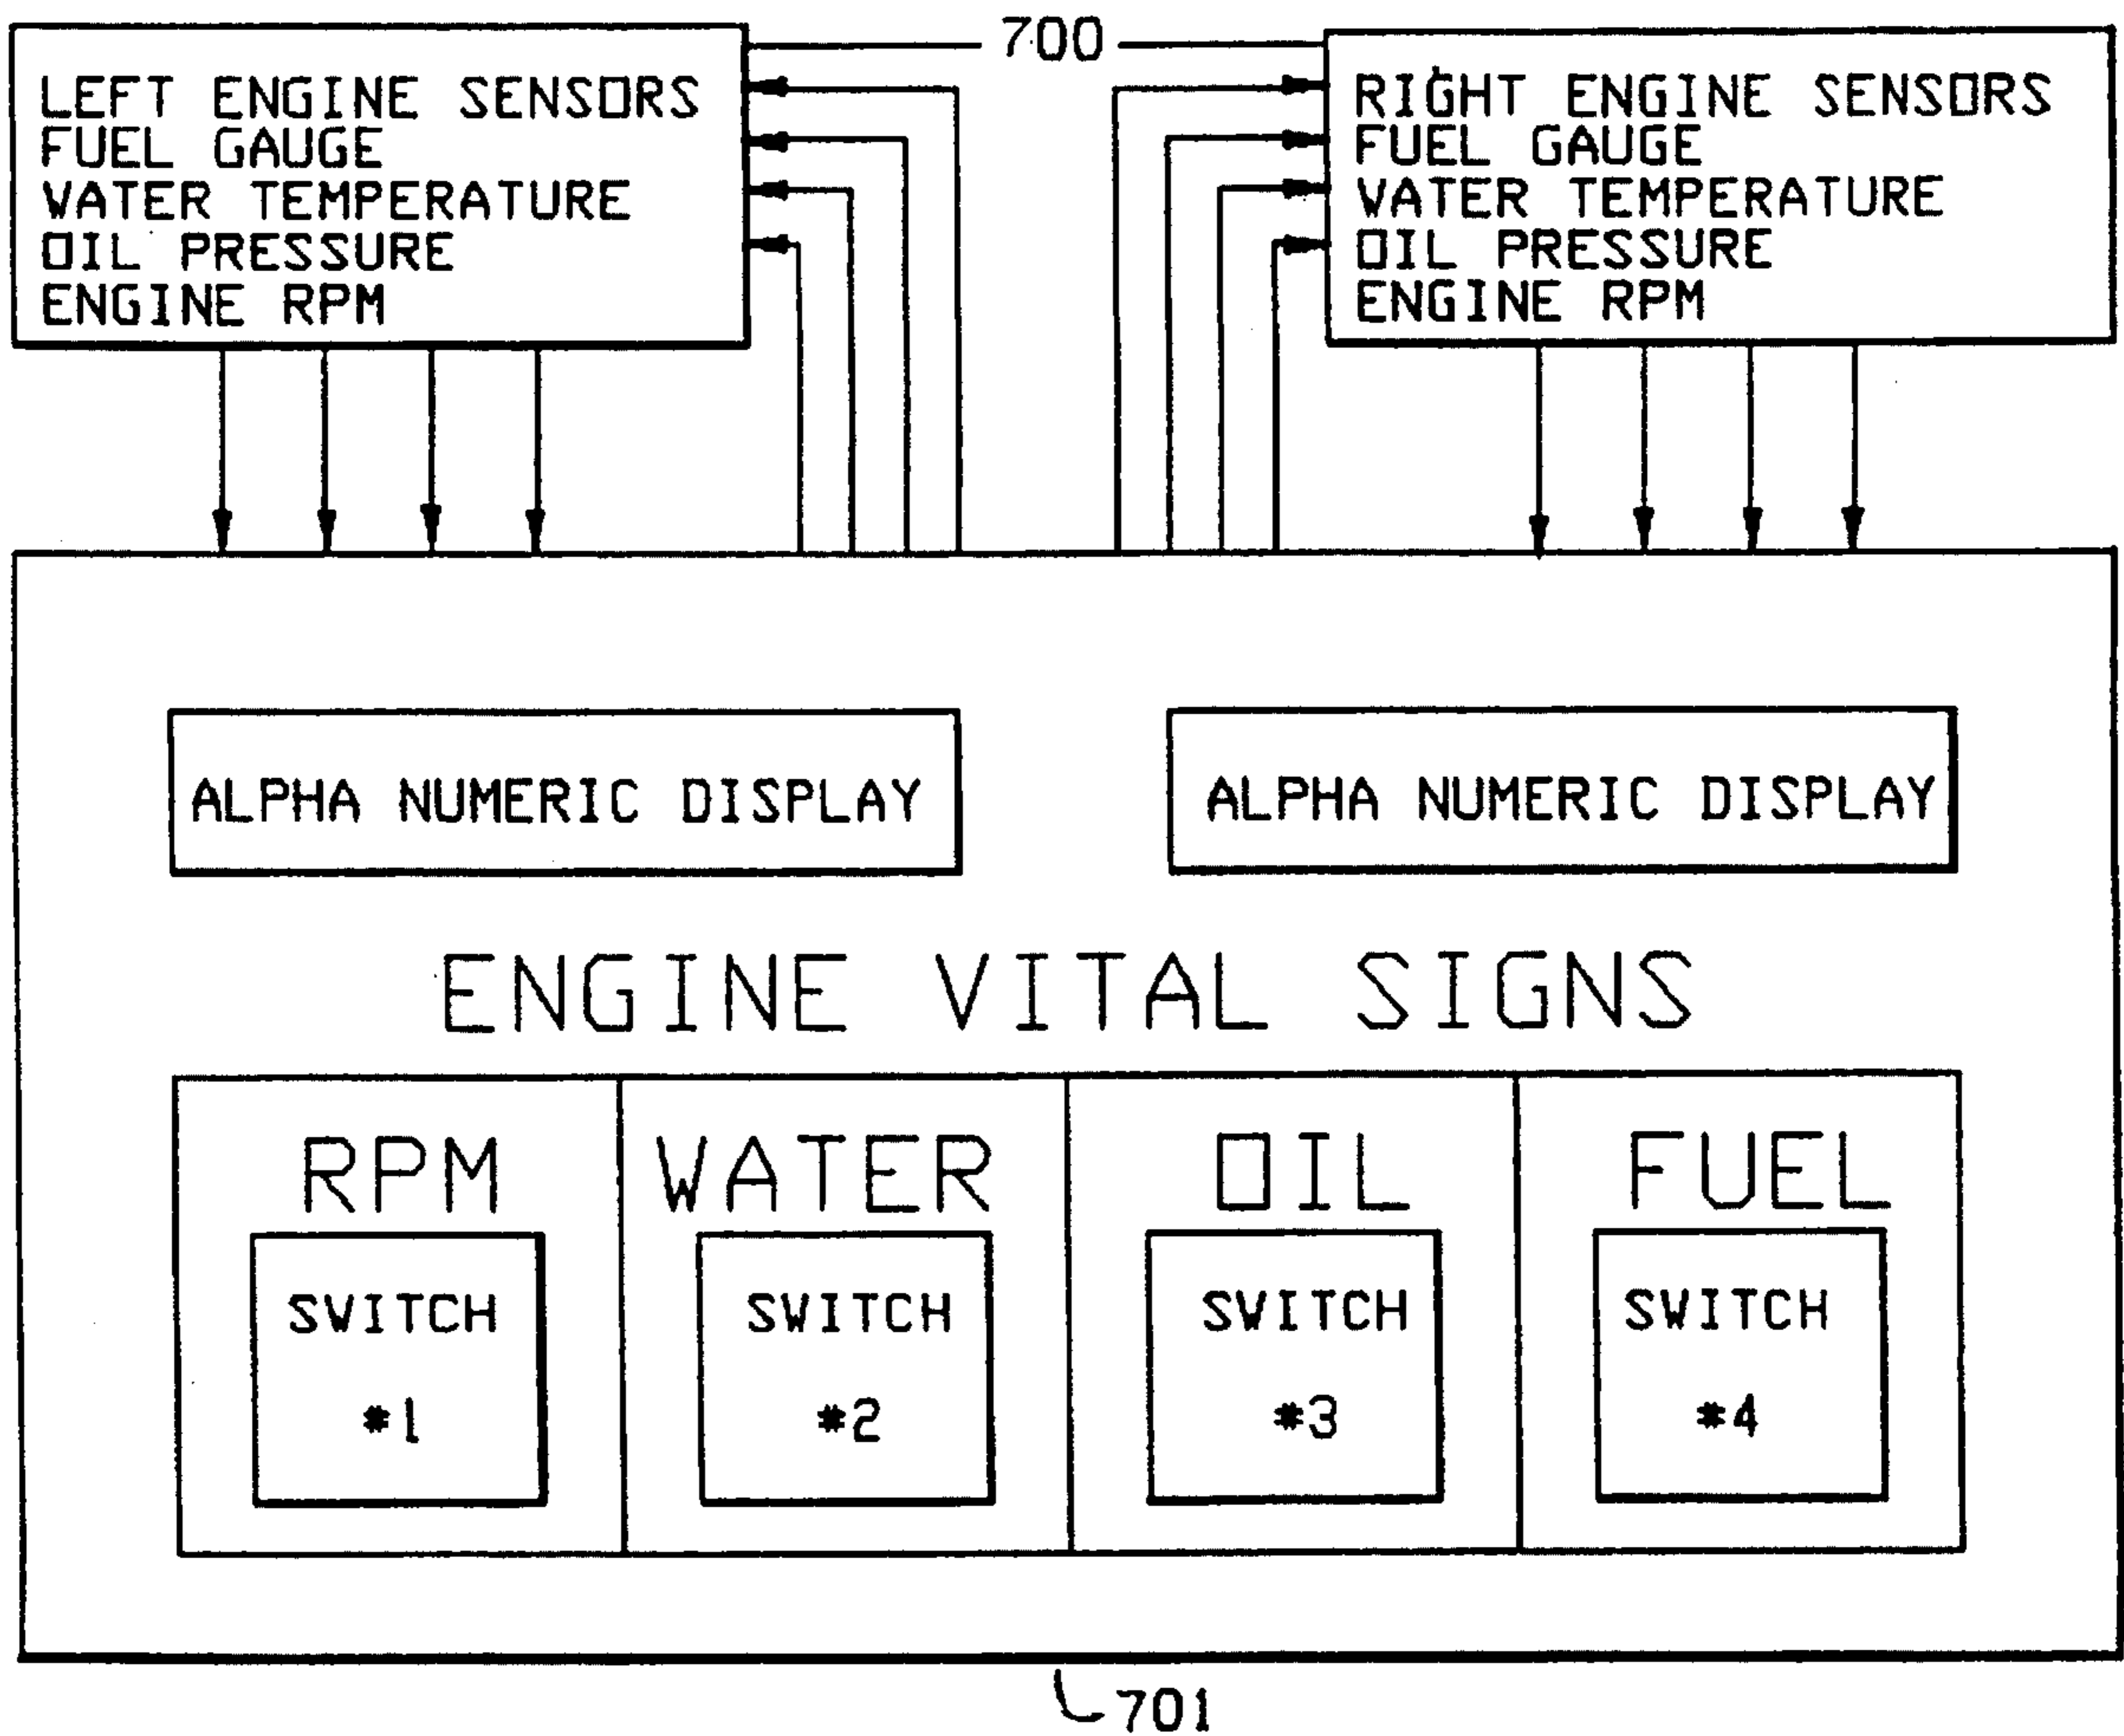 700
LEFT ENGINE SENSORS
FUEL GAUGE
WATER TEMPERATURE
OIL PRESSURE
ENGINE RPM
RIGHT ENGINE SENSORS
FUEL GAUGE
WATER TEMPERATURE
OIL PRESSURE
ENGINE RPM
ALPHA NUMERIC DISPLAY
ALPHA NUMERIC DISPLAY
ENGINE VITAL SIGNS
RPM
SWITCH
#1
WATER
SWITCH
#2
OIL
SWITCH
#3
FUEL
SWITCH
#4
701